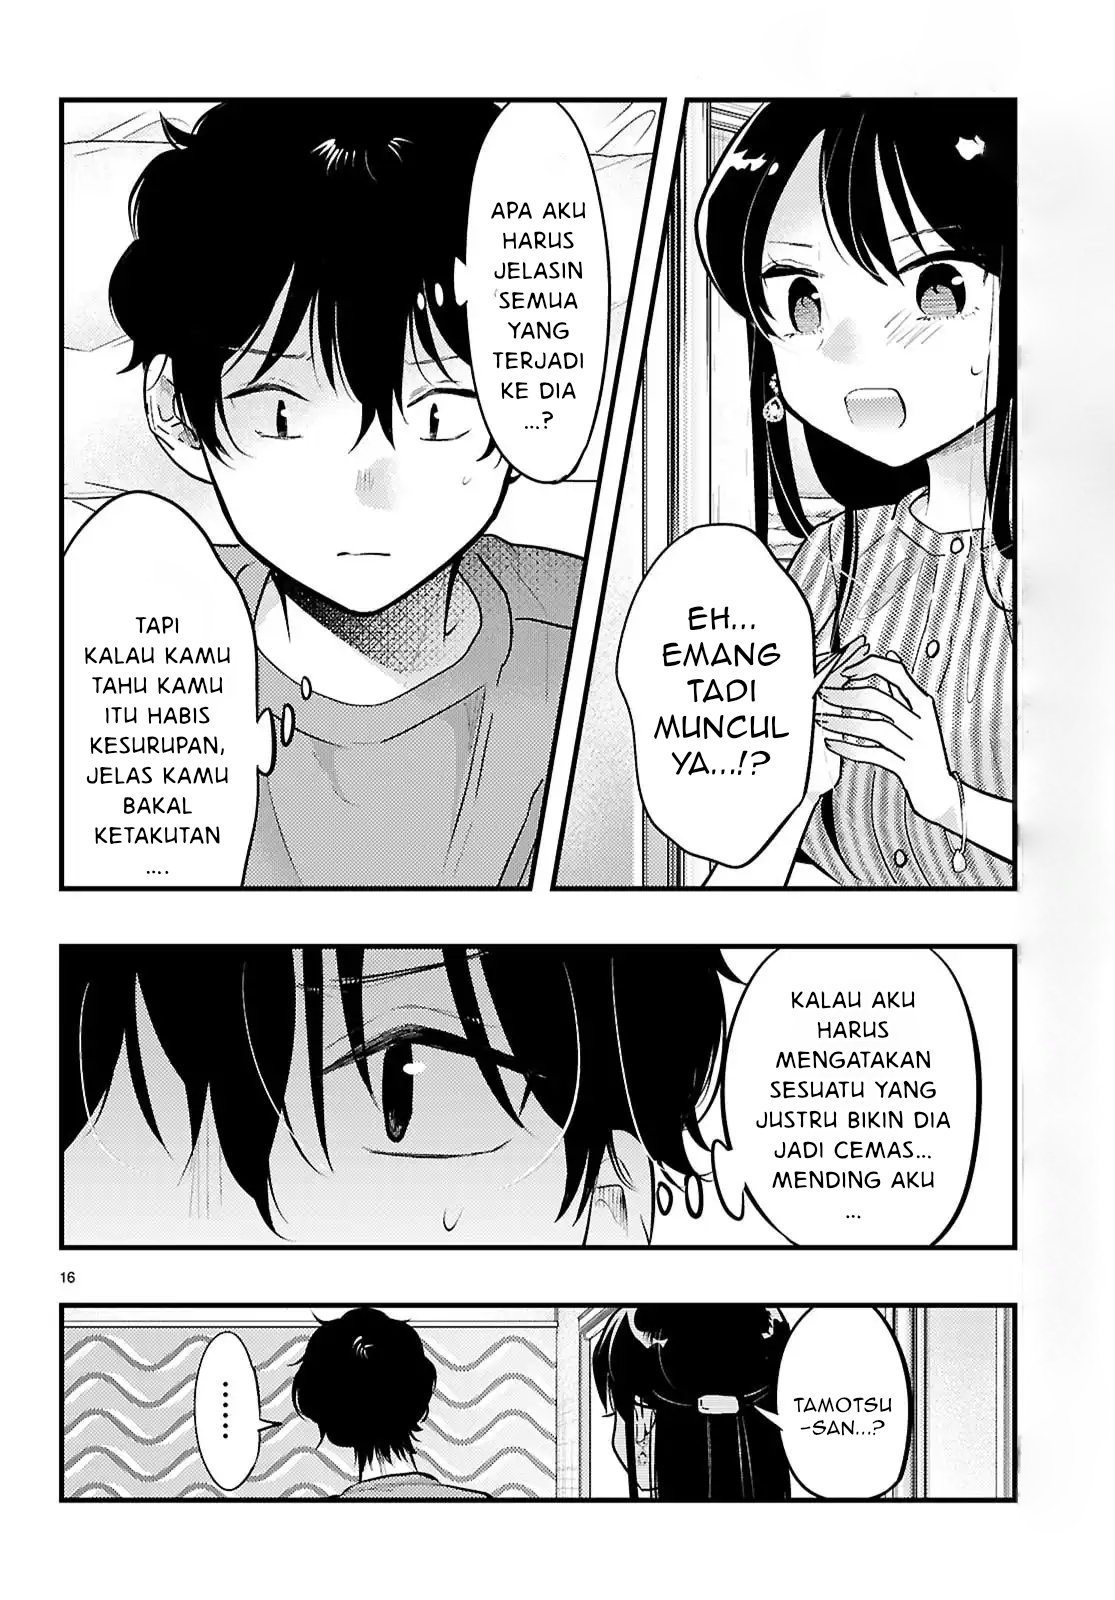 EH...
EMANG
TADI
MUNCUL
YA...!?
APA AKU
HARUS
JELASIN
SEMUA
YANG
TERJADI
KE DIA
...?
TAPI
KALAU KAMU
TAHU KAMU
ITU HABIS
KESURUPAN,
JELAS KAMU
BAKAL
KETAKUTAN
....
KALAU AKU
HARUS
MENGATAKAN
SESUATU YANG
JUSTRU BIKIN DIA
JADI CEMAS...
MENDING AKU
...
16
TAMOTSU
-SAN...?
......